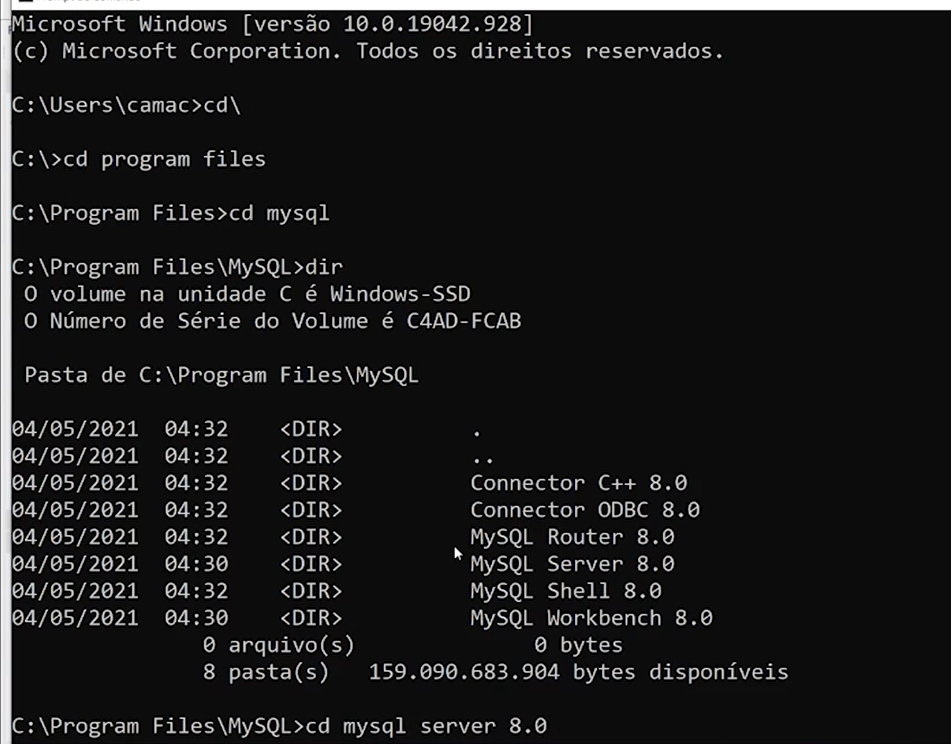 Microsoft Windows [versão 10.0.19042.928]
(c) Microsoft Corporation. Todos os direitos reservados.
C:\Users\camac>cd\
C:\>cd program files
C:\Program Files>cd mysql
C:\Program Files\MySQL>dir
O volume na unidade C é Windows-SSD
O Número de Série do Volume é C4AD-FCAB
Pasta de C:\Program Files\MySQL
04/05/2021  04:32    <DIR>          .
04/05/2021  04:32    <DIR>          ..
04/05/2021  04:32    <DIR>          Connector C++ 8.0
04/05/2021  04:32    <DIR>          Connector ODBC 8.0
04/05/2021  04:32    <DIR>          MySQL Router 8.0
04/05/2021  04:30    <DIR>          MySQL Server 8.0
04/05/2021  04:32    <DIR>          MySQL Shell 8.0
04/05/2021  04:30    <DIR>          MySQL Workbench 8.0
0 arquivo(s)              0 bytes
8 pasta(s)   159.090.683.904 bytes disponíveis
C:\Program Files\MySQL>cd mysql server 8.0